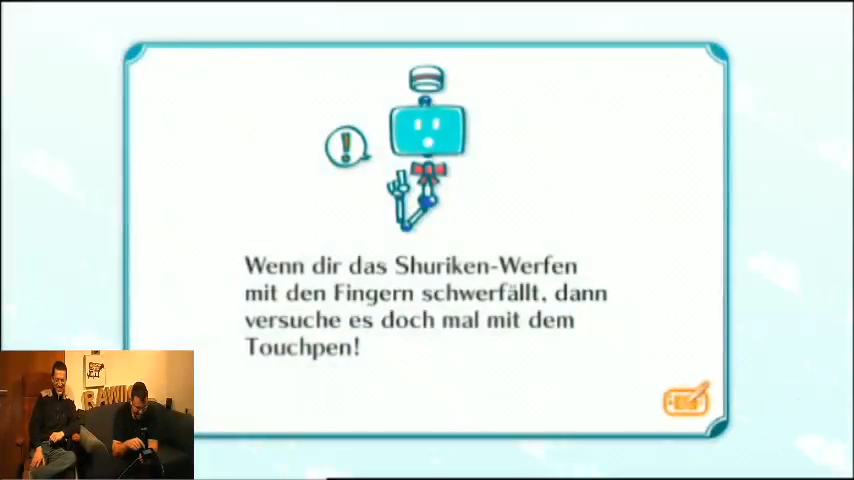 Wenn dir das Shuriken-Werfen
mit den Fingern schwerfällt, dann
versuche es doch mal mit dem
Touchpen!